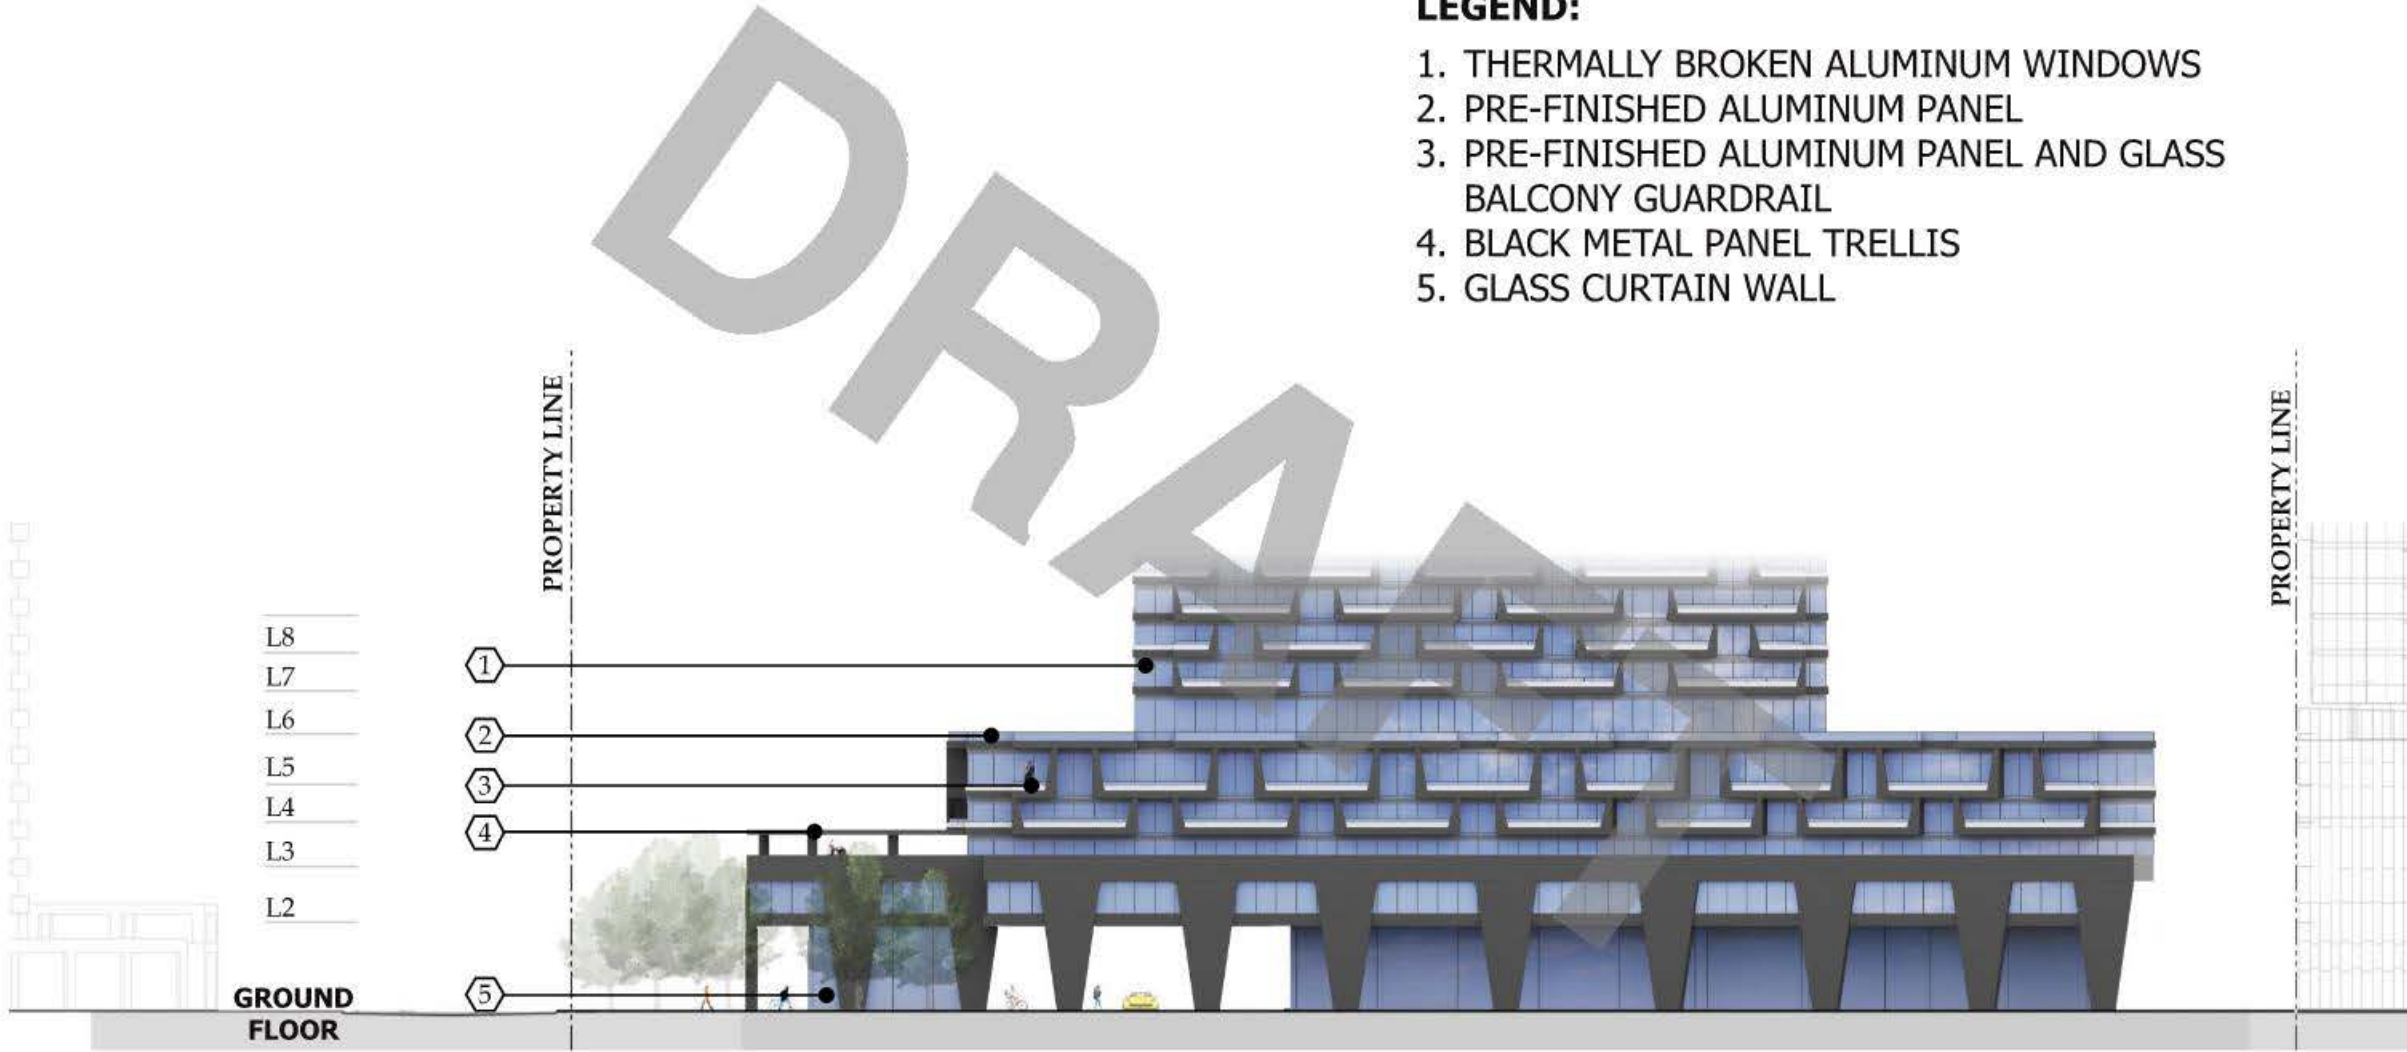 LEGEND:
1. THERMALLY BROKEN ALUMINUM WINDOWS
2. PRE-FINISHED ALUMINUM PANEL
3. PRE-FINISHED ALUMINUM PANEL AND GLASS
BALCONY GUARDRAIL
4. BLACK METAL PANEL TRELLIS
5. GLASS CURTAIN WALL
DRAFT
PROPERTY LINE
PROPERTY LINE
L8
L7
L6
L5
L4
L3
L2
GROUND
FLOOR
1
2
3
4
5